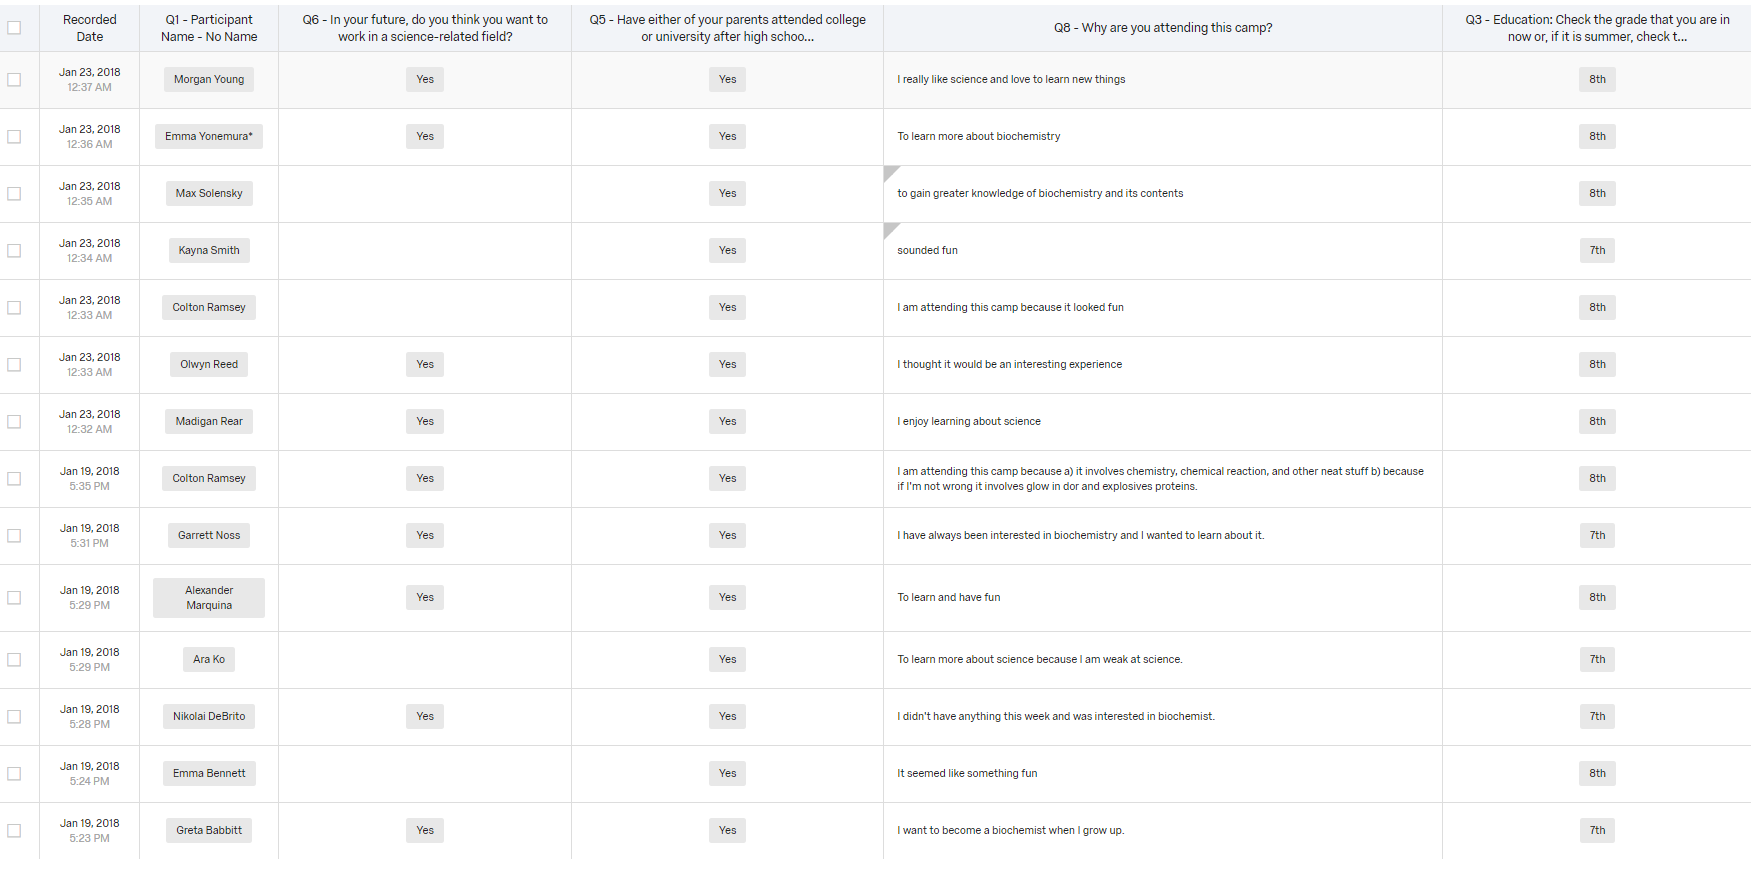 Recorded Date
Q1 - Participant Name - No Name
Q6 - In your future, do you think you want to work in a science-related field?
Q5 - Have either of your parents attended college or university after high schoo...
Q8 - Why are you attending this camp?
Q3 - Education: Check the grade that you are in now or, if it is summer, check t...
Jan 23, 2018 12:37 AM
Morgan Young
Yes
Yes
I really like science and love to learn new things
8th
Jan 23, 2018 12:36 AM
Emma Yonemura*
Yes
Yes
To learn more about biochemistry
8th
Jan 23, 2018 12:35 AM
Max Solensky
Yes
to gain greater knowledge of biochemistry and its contents
8th
Jan 23, 2018 12:34 AM
Kayna Smith
Yes
sounded fun
7th
Jan 23, 2018 12:33 AM
Colton Ramsey
Yes
I am attending this camp because it looked fun
8th
Jan 23, 2018 12:33 AM
Olwyn Reed
Yes
Yes
I thought it would be an interesting experience
8th
Jan 23, 2018 12:32 AM
Madigan Rear
Yes
Yes
I enjoy learning about science
8th
Jan 19, 2018 5:35 PM
Colton Ramsey
Yes
Yes
I am attending this camp because a) it involves chemistry, chemical reaction, and other neat stuff b) because
if I'm not wrong it involves glow in dor and explosives proteins.
8th
Jan 19, 2018 5:31 PM
Garrett Noss
Yes
Yes
I have always been interested in biochemistry and I wanted to learn about it.
7th
Jan 19, 2018 5:29 PM
Alexander Marquina
Yes
Yes
To learn and have fun
8th
Jan 19, 2018 5:29 PM
Ara Ko
Yes
To learn more about science because I am weak at science.
7th
Jan 19, 2018 5:28 PM
Nikolai DeBrito
Yes
Yes
I didn't have anything this week and was interested in biochemist.
7th
Jan 19, 2018 5:24 PM
Emma Bennett
Yes
It seemed like something fun
8th
Jan 19, 2018 5:23 PM
Greta Babbitt
Yes
Yes
I want to become a biochemist when I grow up.
7th